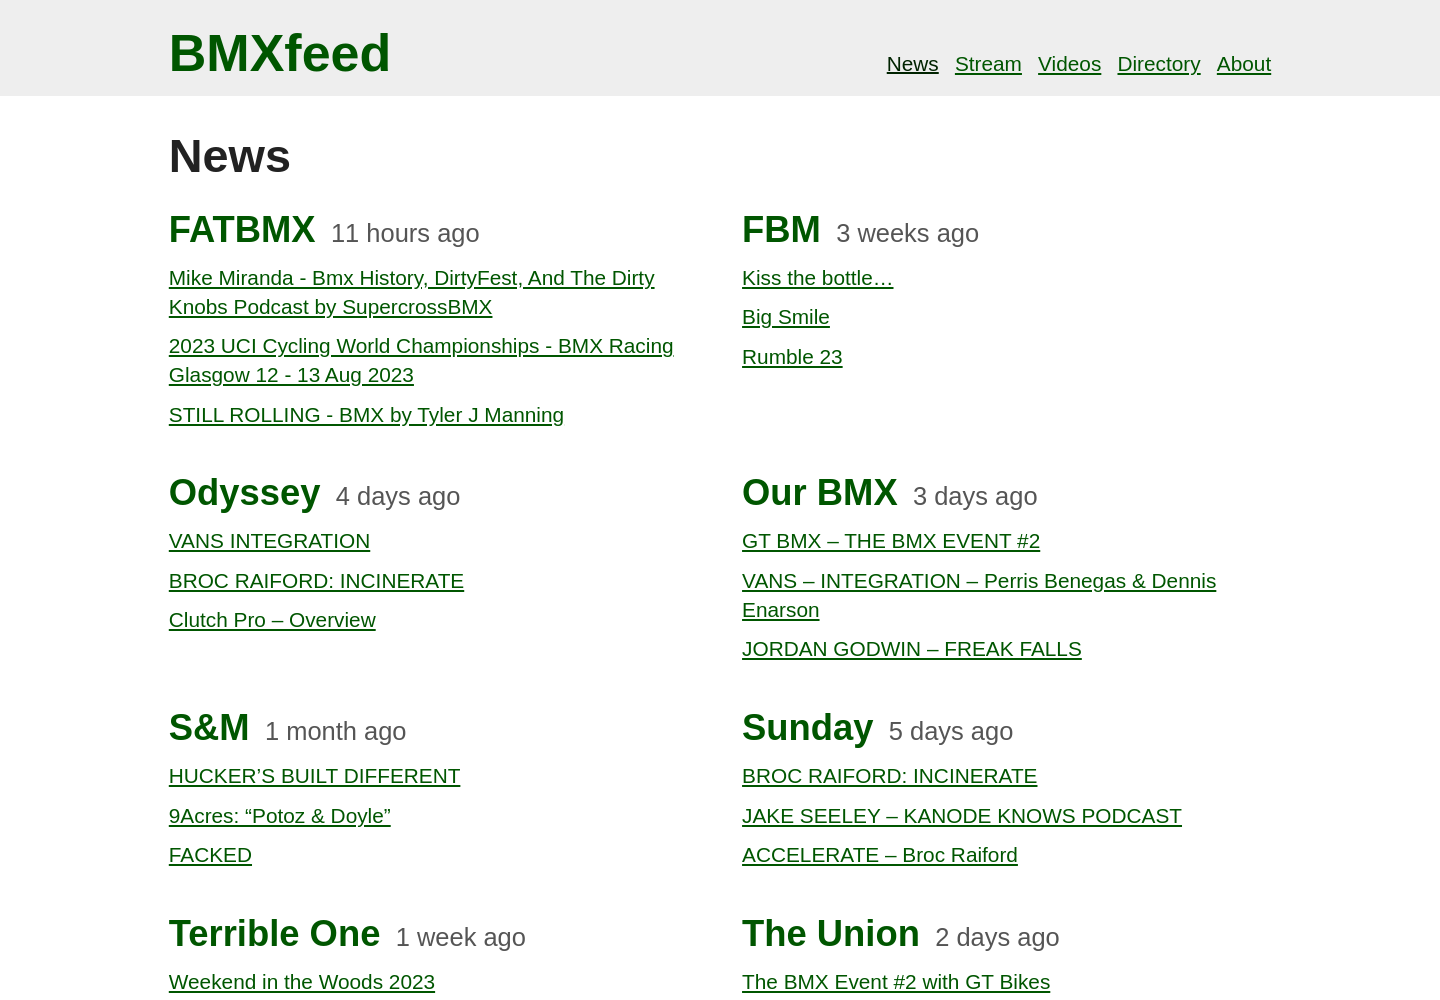 BMXfeed
News Stream Videos Directory About
News
FATBMX 11 hours ago
Mike Miranda - Bmx History, DirtyFest, And The Dirty
Knobs Podcast by SupercrossBMX
2023 UCI Cycling World Championships - BMX Racing
Glasgow 12 - 13 Aug 2023
STILL ROLLING - BMX by Tyler J Manning
FBM 3 weeks ago
Kiss the bottle…
Big Smile
Rumble 23
Odyssey 4 days ago
VANS INTEGRATION
BROC RAIFORD: INCINERATE
Clutch Pro – Overview
Our BMX 3 days ago
GT BMX – THE BMX EVENT #2
VANS – INTEGRATION – Perris Benegas & Dennis
Enarson
JORDAN GODWIN – FREAK FALLS
S&M 1 month ago
HUCKER’S BUILT DIFFERENT
9Acres: “Potoz & Doyle”
FACKED
Sunday 5 days ago
BROC RAIFORD: INCINERATE
JAKE SEELEY – KANODE KNOWS PODCAST
ACCELERATE – Broc Raiford
Terrible One 1 week ago
Weekend in the Woods 2023
The Union 2 days ago
The BMX Event #2 with GT Bikes